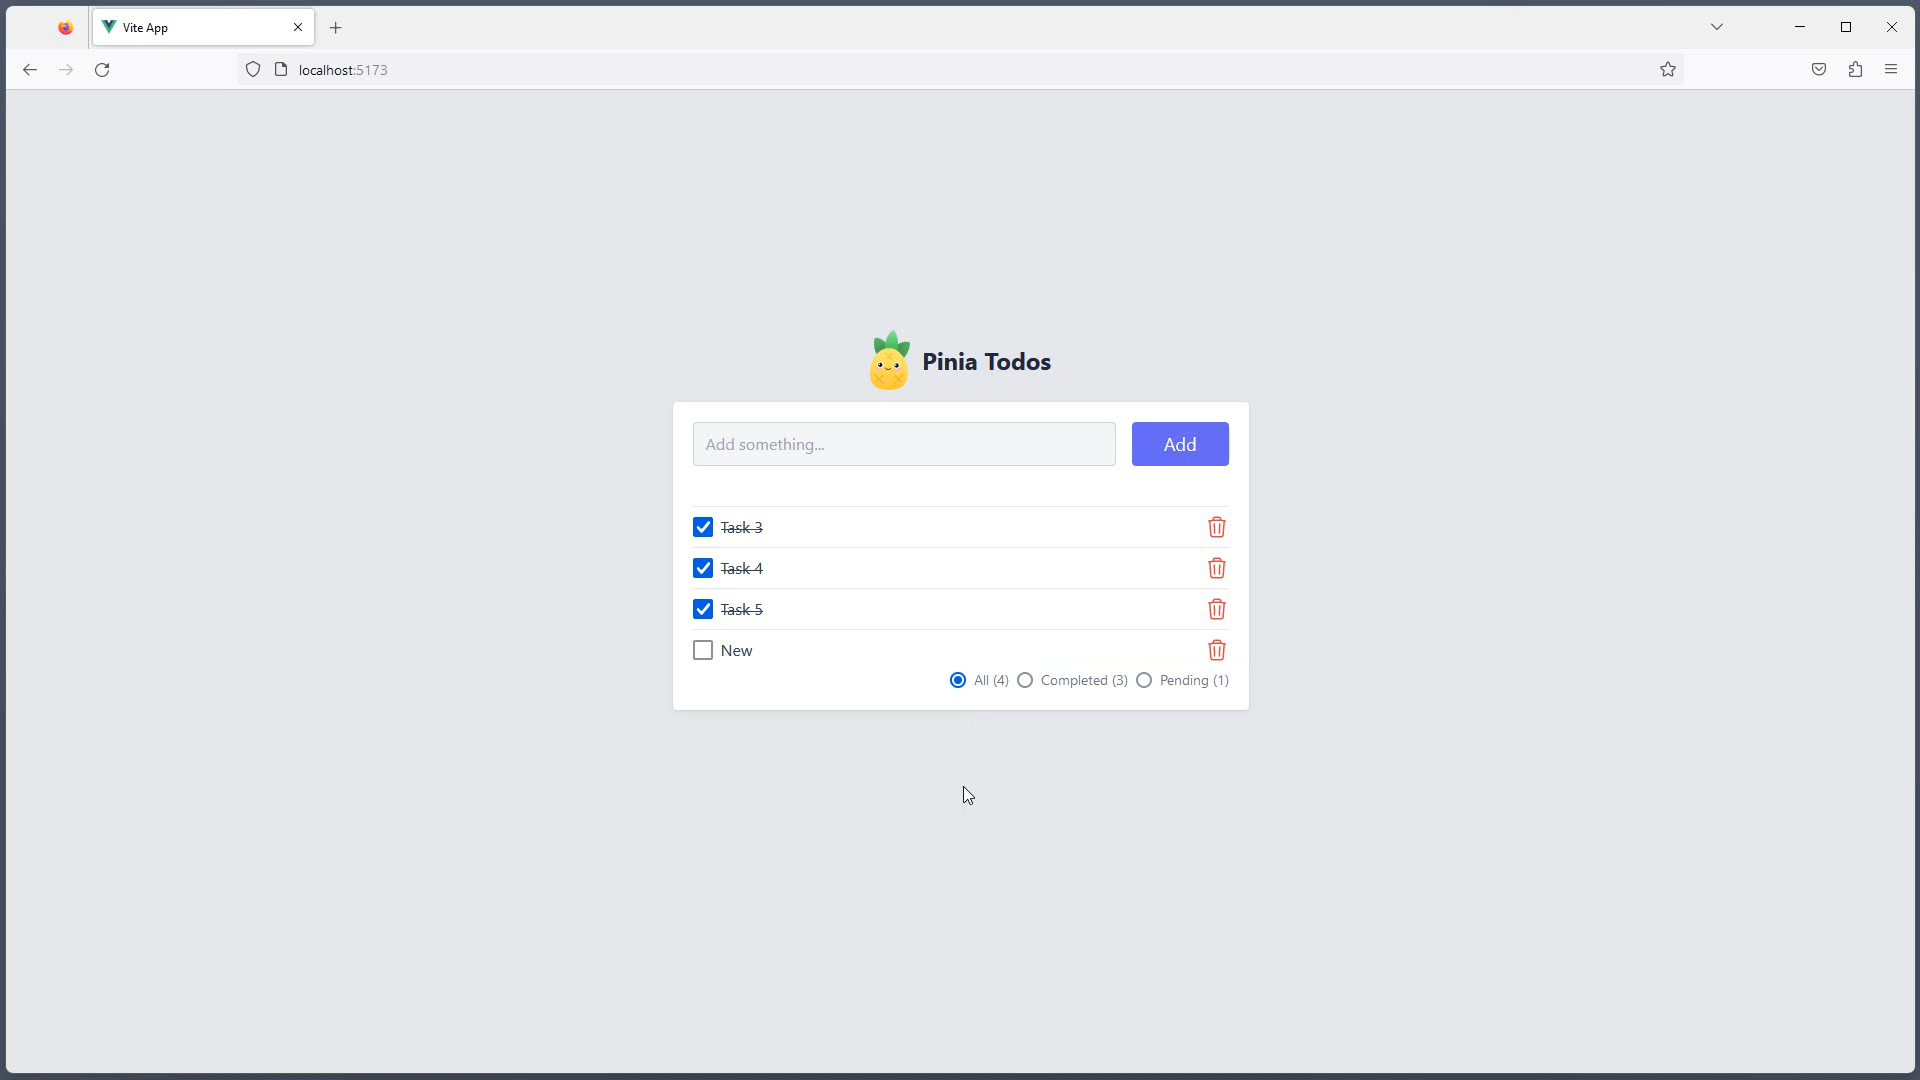 Vite App
localhost:5173
Pinia Todos
Add something...
Add
Task 3
Task 4
Task 5
New
All (4) Completed (3) Pending (1)